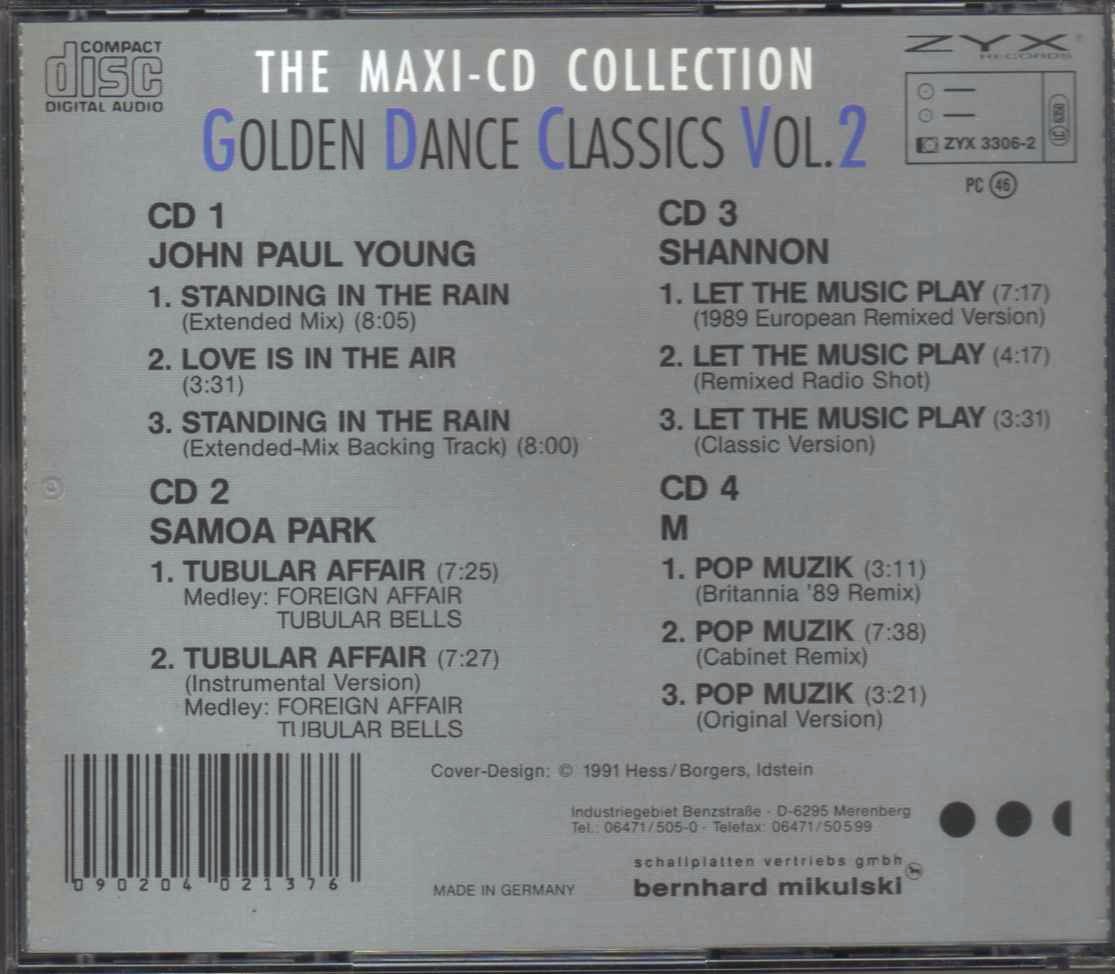 COMPACT
disc
DIGITAL AUDIO
THE MAXI-CD COLLECTION
GOLDEN DANCE CLASSICS VOL.2
ZYX
RECORDS
ZYX 3306-2
LC 6350
PC 46
CD 1
JOHN PAUL YOUNG
1. STANDING IN THE RAIN
(Extended Mix) (8:05)
2. LOVE IS IN THE AIR
(3:31)
3. STANDING IN THE RAIN
(Extended-Mix Backing Track) (8:00)
CD 2
SAMOA PARK
1. TUBULAR AFFAIR (7:25)
Medley: FOREIGN AFFAIR
TUBULAR BELLS
2. TUBULAR AFFAIR (7:27)
(Instrumental Version)
Medley: FOREIGN AFFAIR
TUBULAR BELLS
CD 3
SHANNON
1. LET THE MUSIC PLAY (7:17)
(1989 European Remixed Version)
2. LET THE MUSIC PLAY (4:17)
(Remixed Radio Shot)
3. LET THE MUSIC PLAY (3:31)
(Classic Version)
CD 4
M
1. POP MUZIK (3:11)
(Britannia '89 Remix)
2. POP MUZIK (7:38)
(Cabinet Remix)
3. POP MUZIK (3:21)
(Original Version)
090204 021376
Cover-Design: © 1991 Hess/Borgers, Idstein
Industriegebiet Benzstraße · D-6295 Merenberg
Tel.: 06471/505-0 · Telefax: 06471/50599
schallplatten vertriebs gmbh
bernhard mikulski
MADE IN GERMANY